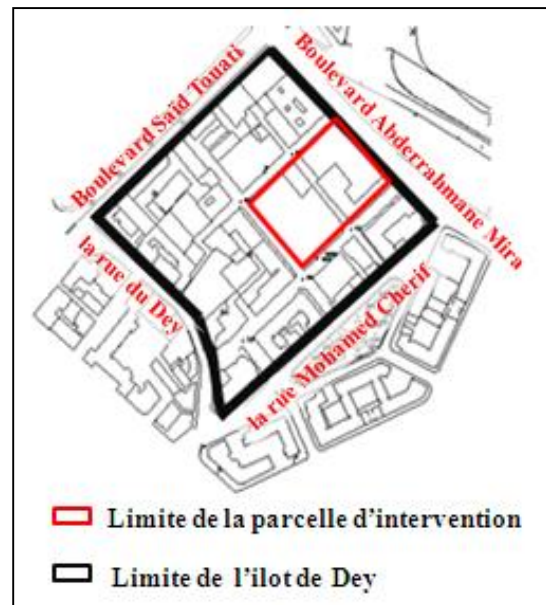 Boulevard Saïd Touati
Boulevard Abderrahmane Mira
la rue du Dey
la rue Mohamed Cherif
Limite de la parcelle d'intervention
Limite de l'ilot de Dey